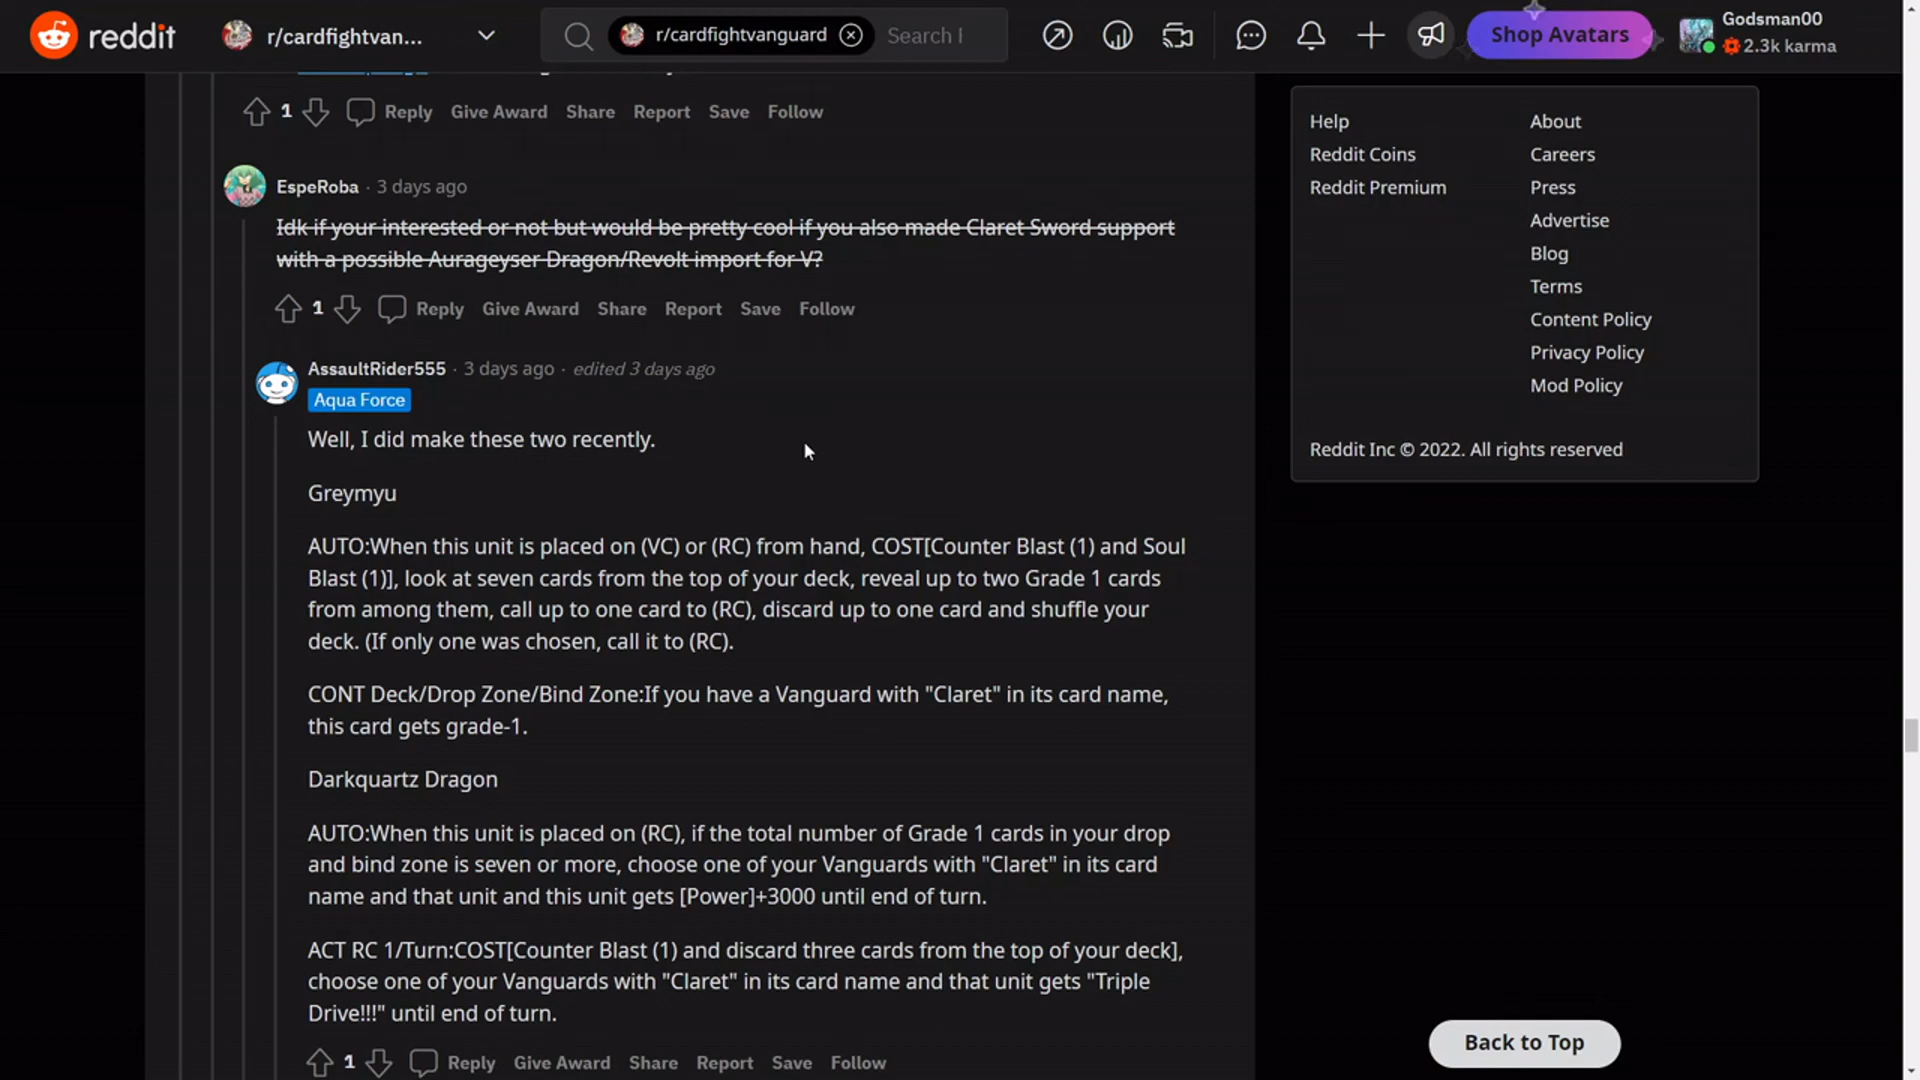 reddit
r/cardfightvan...
r/cardfightvanguard
Search
Shop Avatars
Godsman00
2.3k karma
1 Reply Give Award Share Report Save Follow
EspeRoba · 3 days ago
Idk if your interested or not but would be pretty cool if you also made Claret Sword support
with a possible Aurageyser Dragon/Revolt import for V?
1 Reply Give Award Share Report Save Follow
AssaultRider555 · 3 days ago · edited 3 days ago
Aqua Force
Well, I did make these two recently.
Greymyu
AUTO:When this unit is placed on (VC) or (RC) from hand, COST[Counter Blast (1) and Soul
Blast (1)], look at seven cards from the top of your deck, reveal up to two Grade 1 cards
from among them, call up to one card to (RC), discard up to one card and shuffle your
deck. (If only one was chosen, call it to (RC).
CONT Deck/Drop Zone/Bind Zone:If you have a Vanguard with "Claret" in its card name,
this card gets grade-1.
Darkquartz Dragon
AUTO:When this unit is placed on (RC), if the total number of Grade 1 cards in your drop
and bind zone is seven or more, choose one of your Vanguards with "Claret" in its card
name and that unit and this unit gets [Power]+3000 until end of turn.
ACT RC 1/Turn:COST[Counter Blast (1) and discard three cards from the top of your deck],
choose one of your Vanguards with "Claret" in its card name and that unit gets "Triple
Drive!!!" until end of turn.
1 Reply Give Award Share Report Save Follow
Help
Reddit Coins
Reddit Premium
About
Careers
Press
Advertise
Blog
Terms
Content Policy
Privacy Policy
Mod Policy
Reddit Inc © 2022. All rights reserved
Back to Top